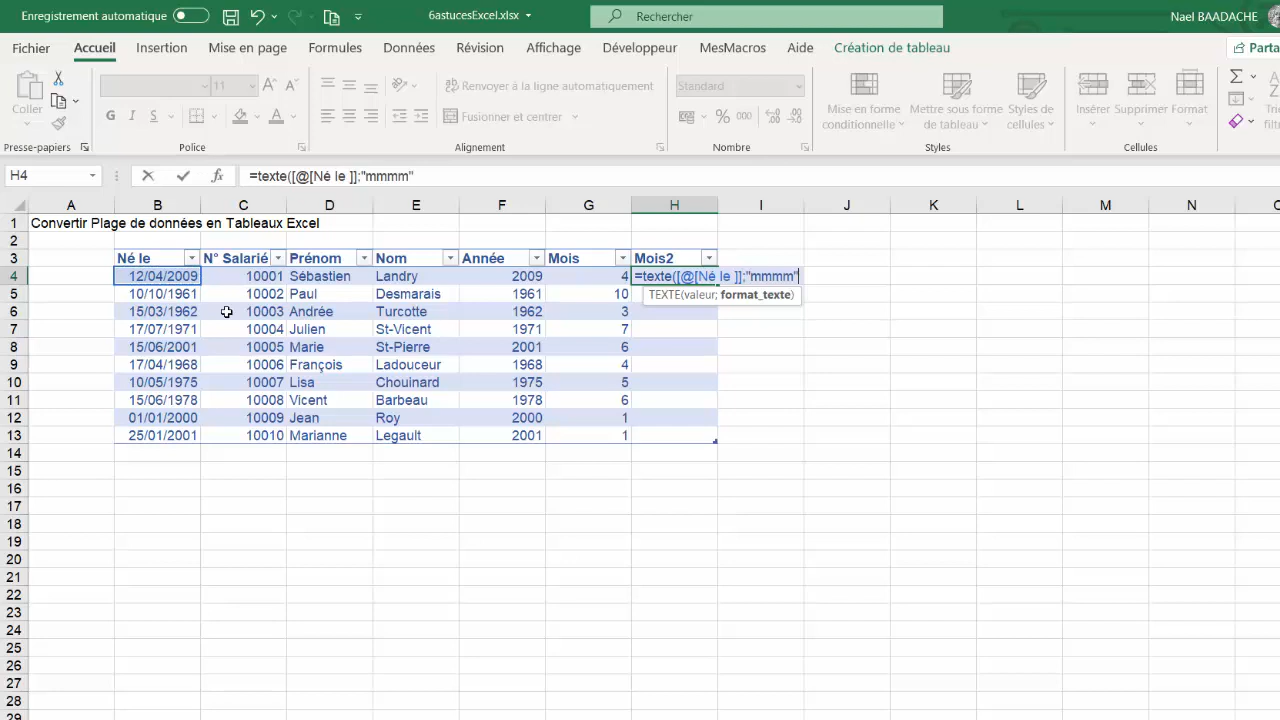 Enregistrement automatique
6astucesExcel.xlsx
Rechercher
Nael BAADACHE
Fichier Accueil Insertion Mise en page Formules Données Révision Affichage Développeur MesMacros Aide Création de tableau Parta
Coller
Presse-papiers
11
G I S
Police
Renvoyer à la ligne automatiquement
Fusionner et centrer
Alignement
Standard
% 000
Nombre
Mise en forme conditionnelle
Mettre sous forme de tableau
Styles de cellules
Styles
Insérer Supprimer Format
Cellules
H4 fx =texte([@[Né le ]];"mmmm"
A B C D E F G H I J K L M N
1 Convertir Plage de données en Tableaux Excel
2
3 Né le N° Salarié Prénom Nom Année Mois Mois2
4 12/04/2009 10001 Sébastien Landry 2009 4 =texte([@[Né le ]];"mmmm"
TEXTE(valeur; format_texte)
5 10/10/1961 10002 Paul Desmarais 1961 10
6 15/03/1962 10003 Andrée Turcotte 1962 3
7 17/07/1971 10004 Julien St-Vicent 1971 7
8 15/06/2001 10005 Marie St-Pierre 2001 6
9 17/04/1968 10006 François Ladouceur 1968 4
10 10/05/1975 10007 Lisa Chouinard 1975 5
11 15/06/1978 10008 Vicent Barbeau 1978 6
12 01/01/2000 10009 Jean Roy 2000 1
13 25/01/2001 10010 Marianne Legault 2001 1
14
15
16
17
18
19
20
21
22
23
24
25
26
27
28